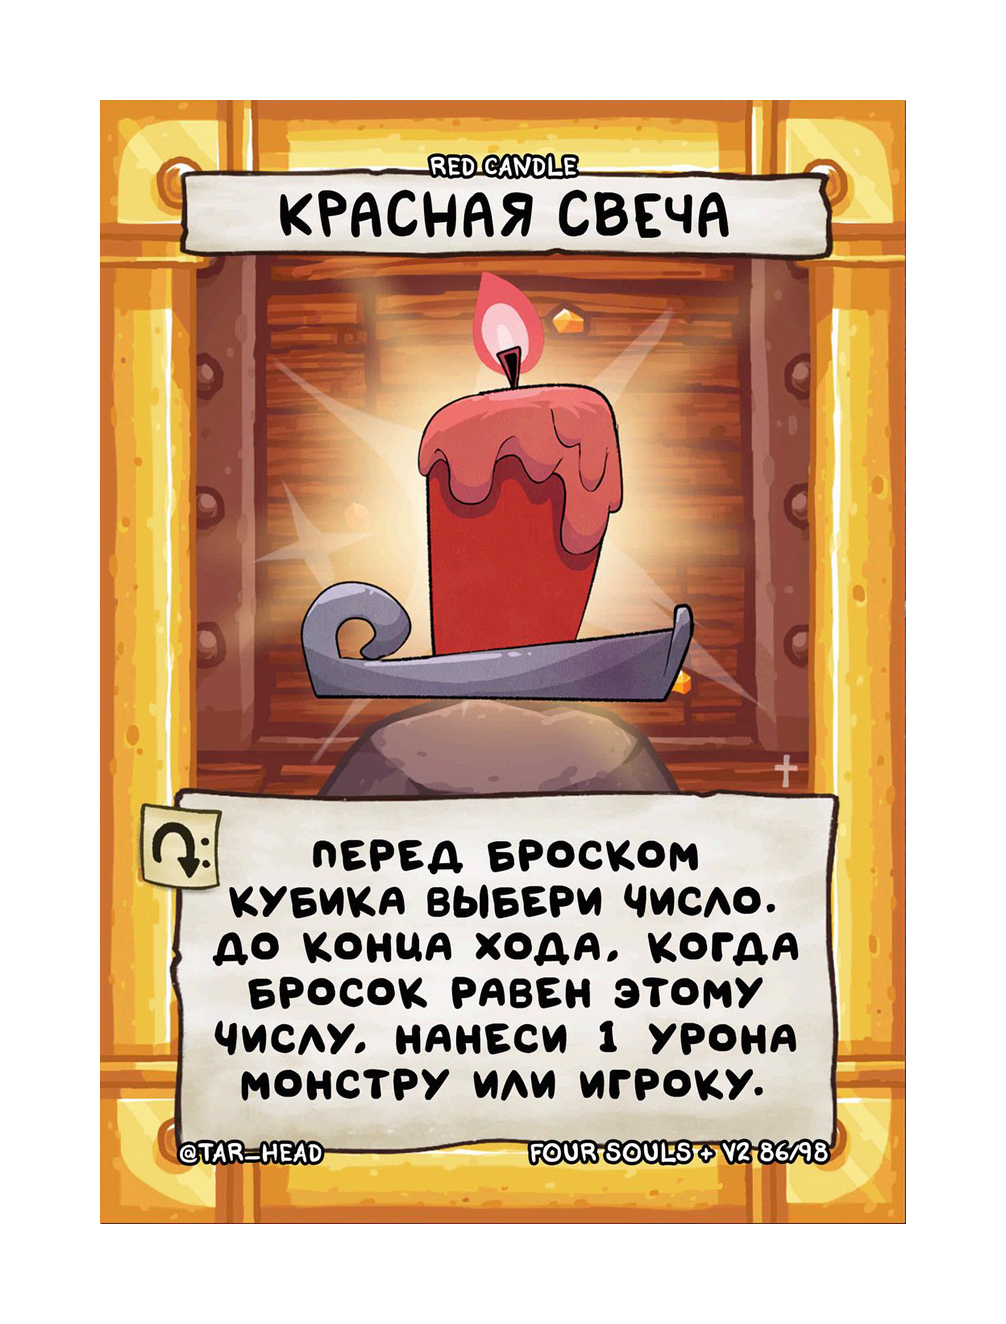 RED CANDLE
КРАСНАЯ СВЕЧА
ПЕРЕД БРОСКОМ
КУБИКА ВЫБЕРИ ЧИСЛО.
ДО КОНЦА ХОДА, КОГДА
БРОСОК РАВЕН ЭТОМУ
ЧИСЛУ, НАНЕСИ 1 УРОНА
МОНСТРУ ИЛИ ИГРОКУ.
@TAR_HEAD
FOUR SOULS + V2 86/98